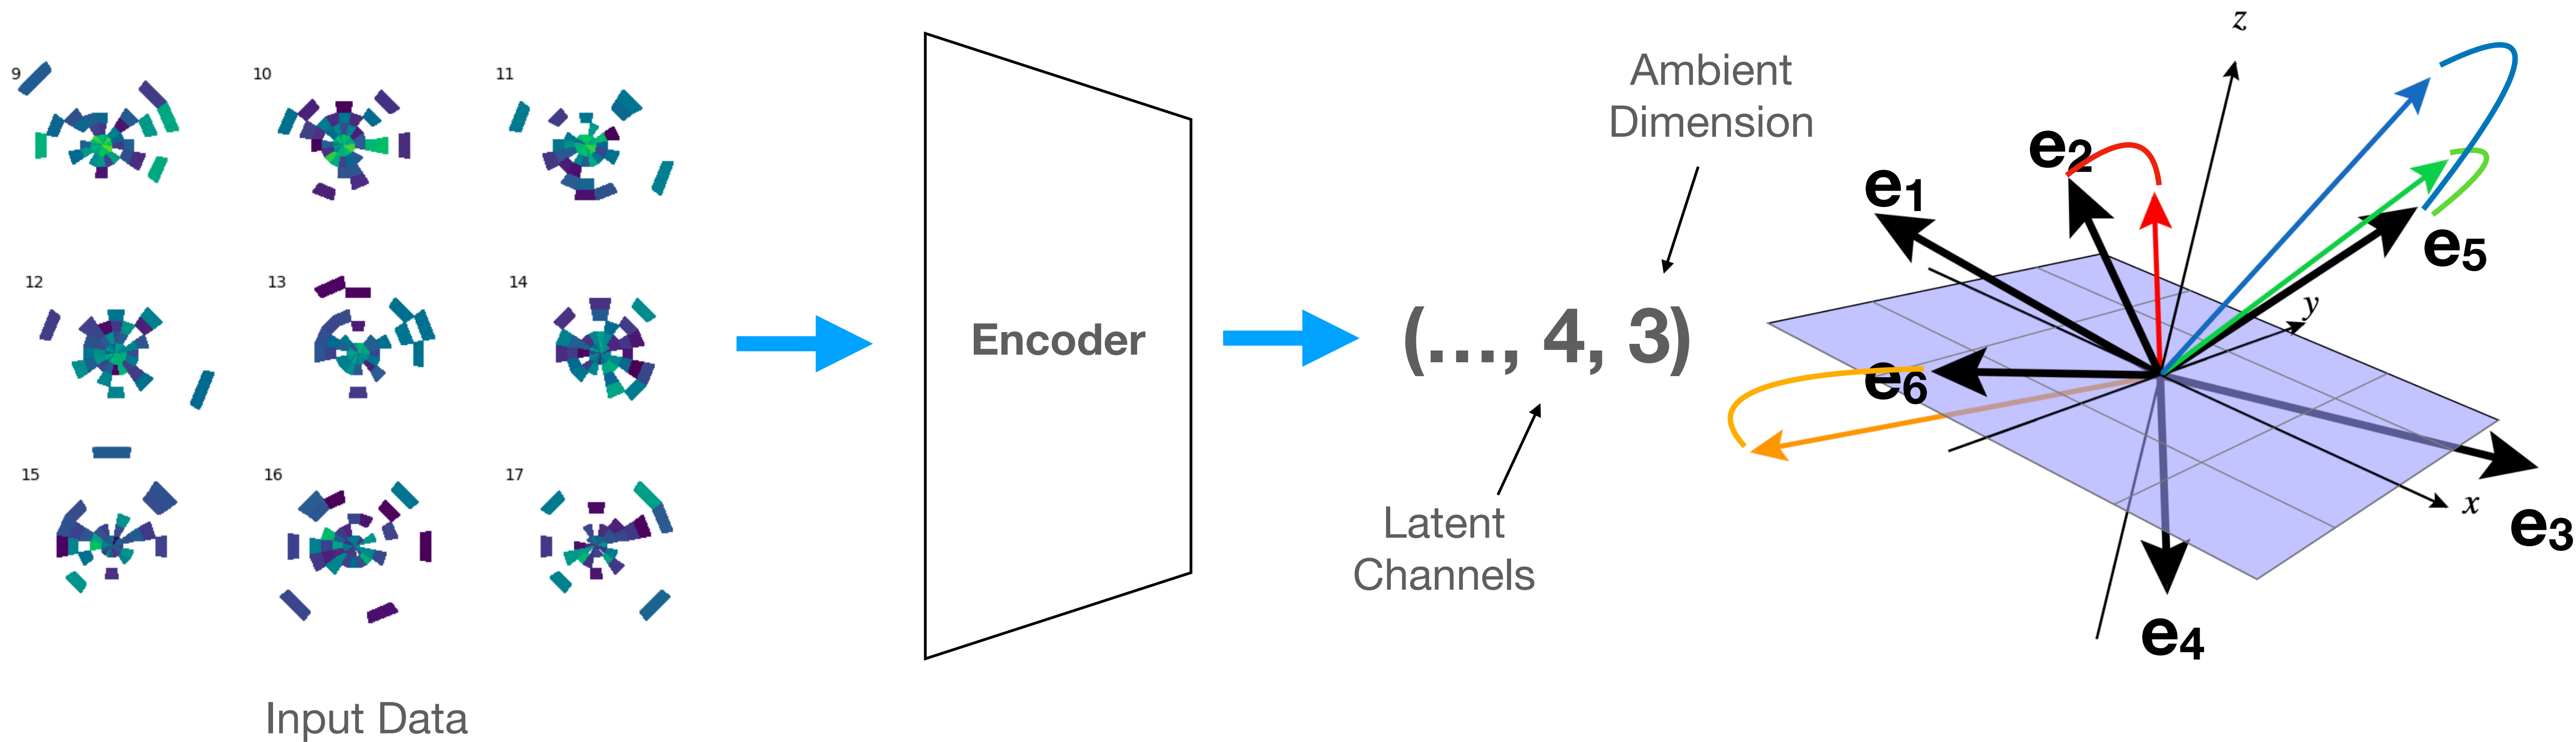 9
10
11
12
13
14
15
16
17
Input Data
Encoder
Ambient
Dimension
(..., 4, 3)
Latent
Channels
z
e₂
e₁
e₅
y
e₆
x
e₃
e₄